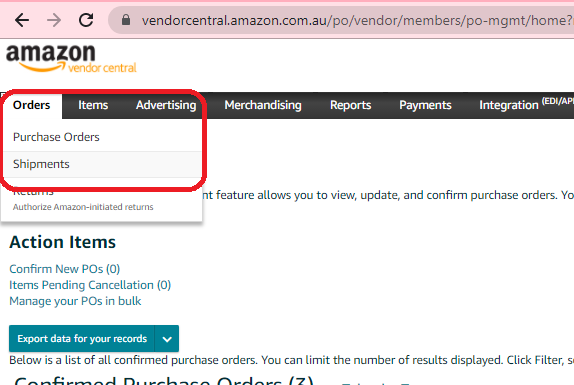 vendorcentral.amazon.com.au/po/vendor/members/po-mgmt/home?
amazon
vendor central
Orders Items Advertising Merchandising Reports Payments Integration (EDI/AP
Purchase Orders
Shipments
Returns
Authorize Amazon-initiated returns
nt feature allows you to view, update, and confirm purchase orders. Yo
Action Items
Confirm New POs (0)
Items Pending Cancellation (0)
Manage your POs in bulk
Export data for your records
Below is a list of all confirmed purchase orders. You can limit the number of results displayed. Click Filter, s
Confirmed Purchase Orders (3)